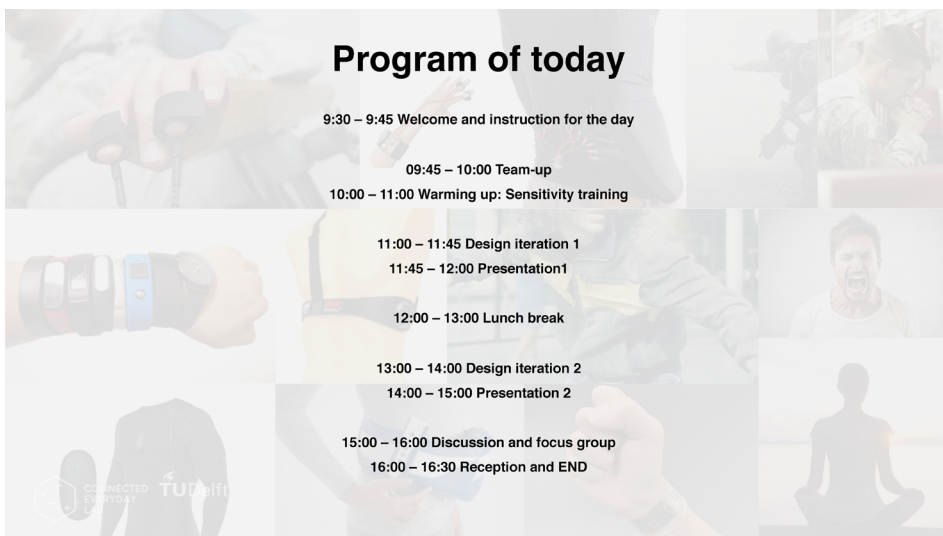 Program of today
9:30 – 9:45 Welcome and instruction for the day
09:45 – 10:00 Team-up
10:00 – 11:00 Warming up: Sensitivity training
11:00 – 11:45 Design iteration 1
11:45 – 12:00 Presentation1
12:00 – 13:00 Lunch break
13:00 – 14:00 Design iteration 2
14:00 – 15:00 Presentation 2
15:00 – 16:00 Discussion and focus group
16:00 – 16:30 Reception and END
CONNECTED
EVERYDAY
LAB
TUDelft